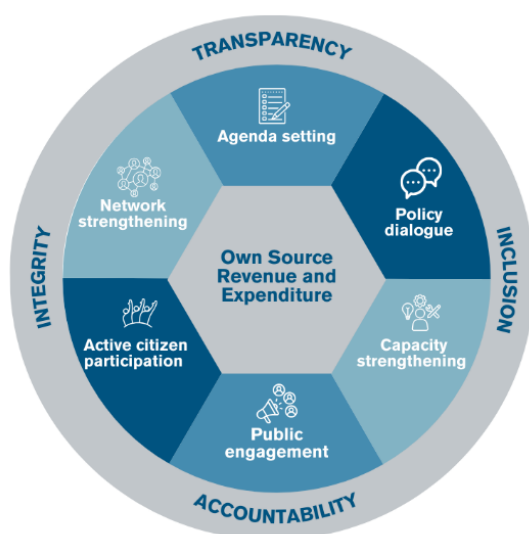 TRANSPARENCY
Agenda setting
Network
strengthening
Policy
dialogue
INTEGRITY
INCLUSION
Own Source
Revenue and
Expenditure
Active citizen
participation
Capacity
strengthening
Public
engagement
ACCOUNTABILITY